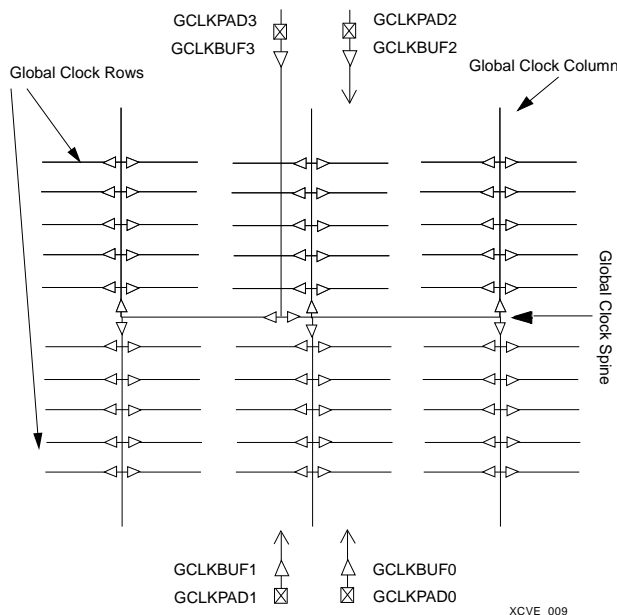 GCLKPAD3
GCLKBUF3
GCLKPAD2
GCLKBUF2
Global Clock Rows
Global Clock Column
Global Clock Spine
GCLKBUF1
GCLKPAD1
GCLKBUF0
GCLKPAD0
XCVE_009